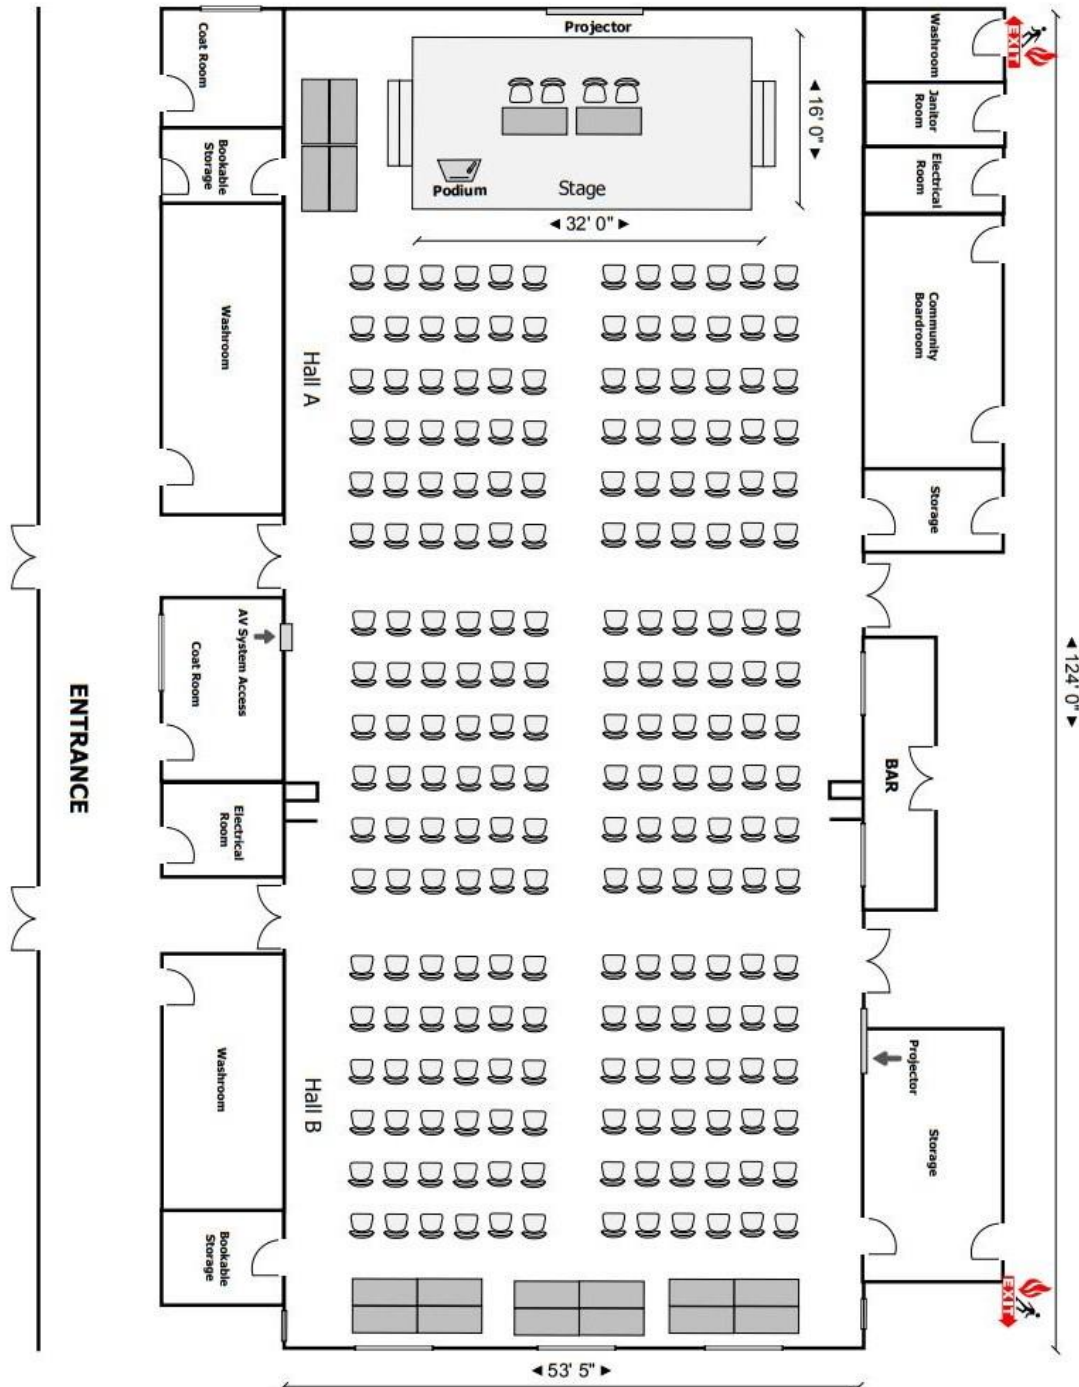 Projector
Coat Room
Washroom
EXIT
Janitor
Room
16' 0"
Bookable
Storage
Electrical
Room
Podium
Stage
32' 0"
Washroom
Community
Boardroom
Hall A
Storage
AV System Access
Coat Room
124' 0"
ENTRANCE
BAR
Electrical
Room
Washroom
Hall B
Projector
Storage
Bookable
Storage
EXIT
53' 5"